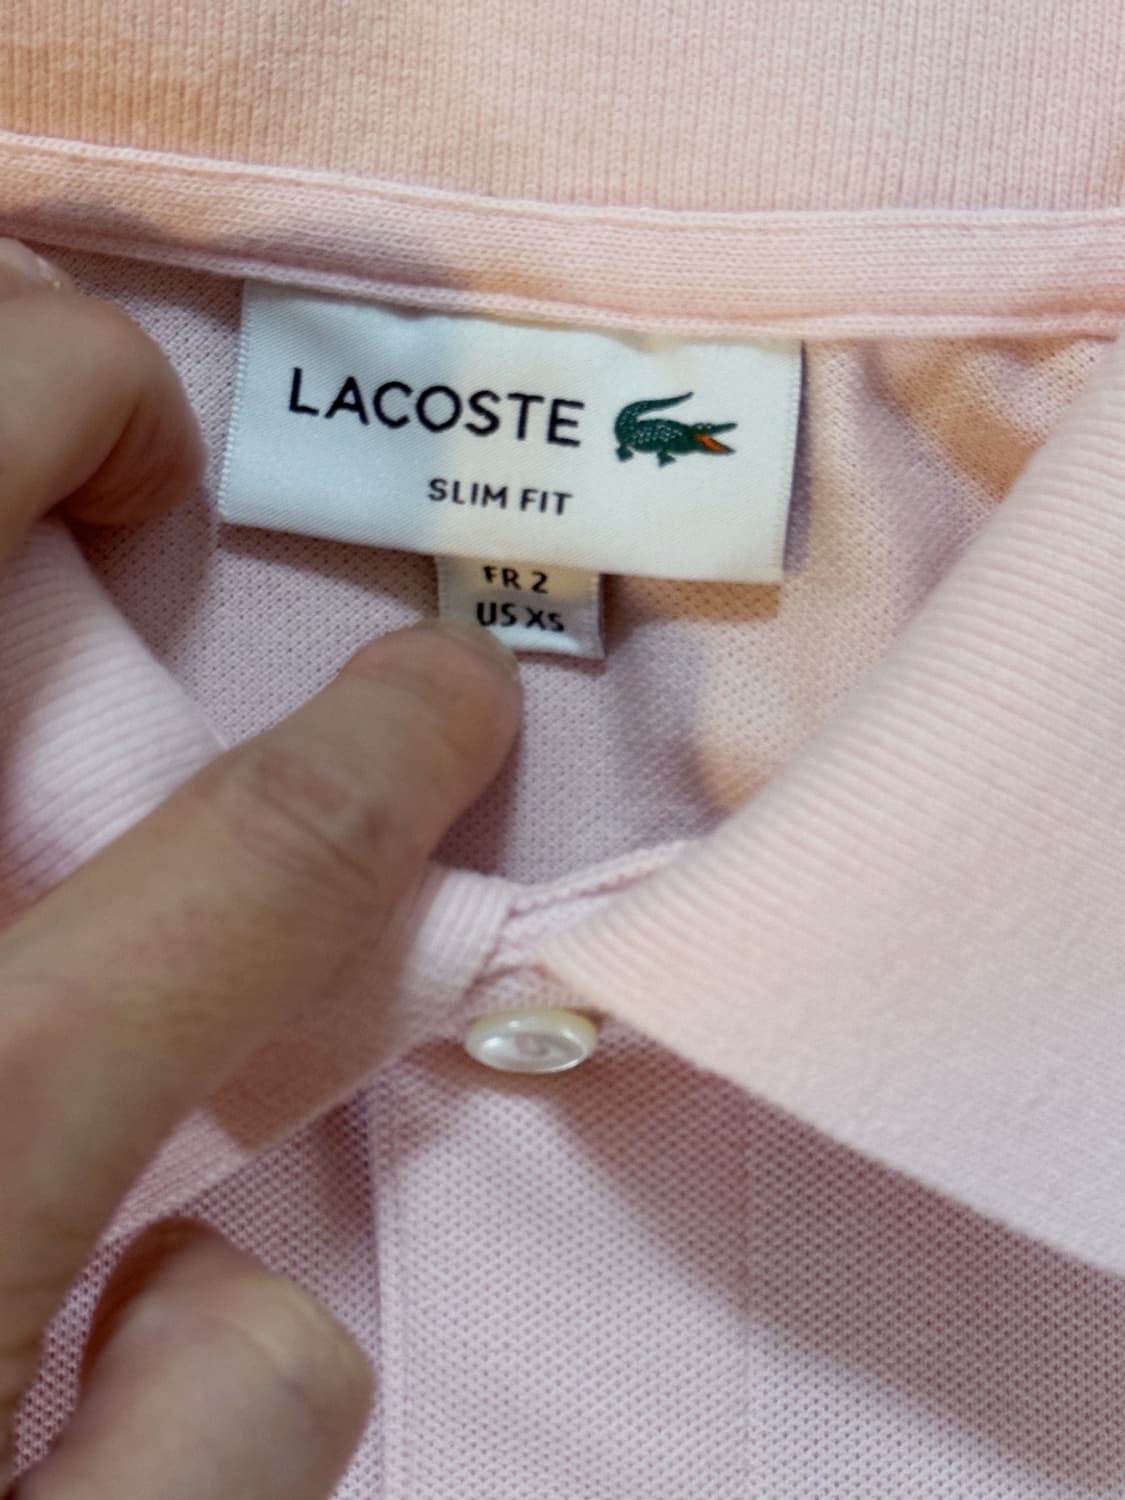 LACOSTE
SLIM FIT
FR 2
US XS